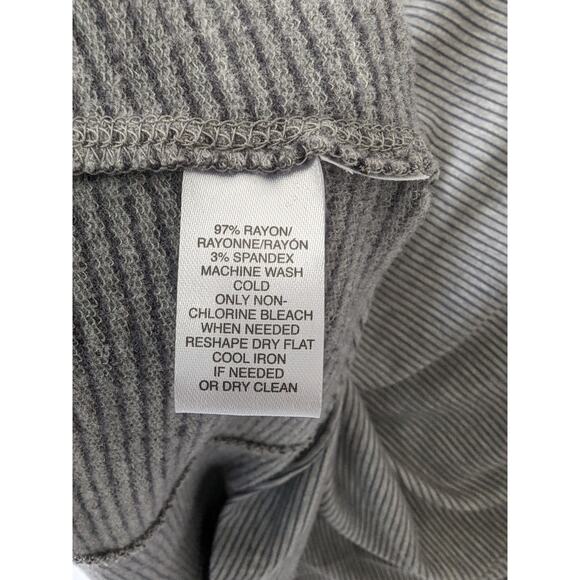 97% RAYON/
RAYONNE/RAYÓN
3% SPANDEX
MACHINE WASH
COLD
ONLY NON-
CHLORINE BLEACH
WHEN NEEDED
RESHAPE DRY FLAT
COOL IRON
IF NEEDED
OR DRY CLEAN